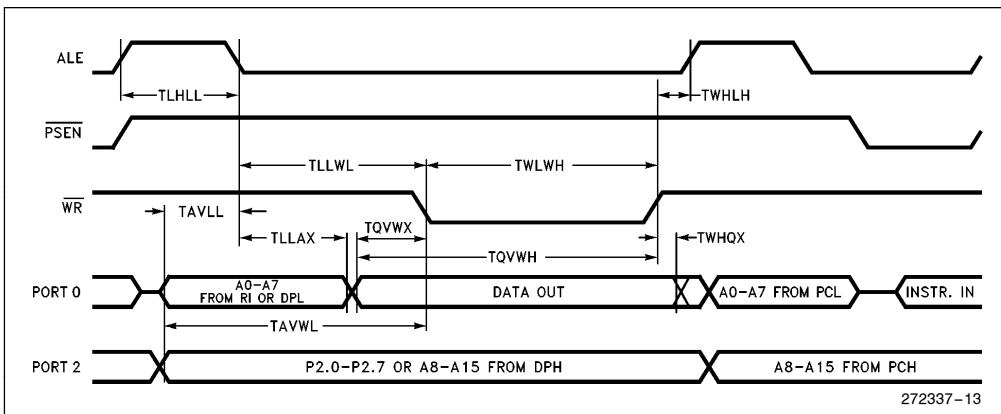 ALE
TLHLL
TWHLH
PSEN
TLLWL
TWLWH
WR
TAVLL
TQVWX
TLLAX
TWHQX
TQVWH
PORT 0
A0–A7
FROM RI OR DPL
DATA OUT
A0–A7 FROM PCL
INSTR. IN
TAVWL
PORT 2
P2.0–P2.7 OR A8–A15 FROM DPH
A8–A15 FROM PCH
272337–13